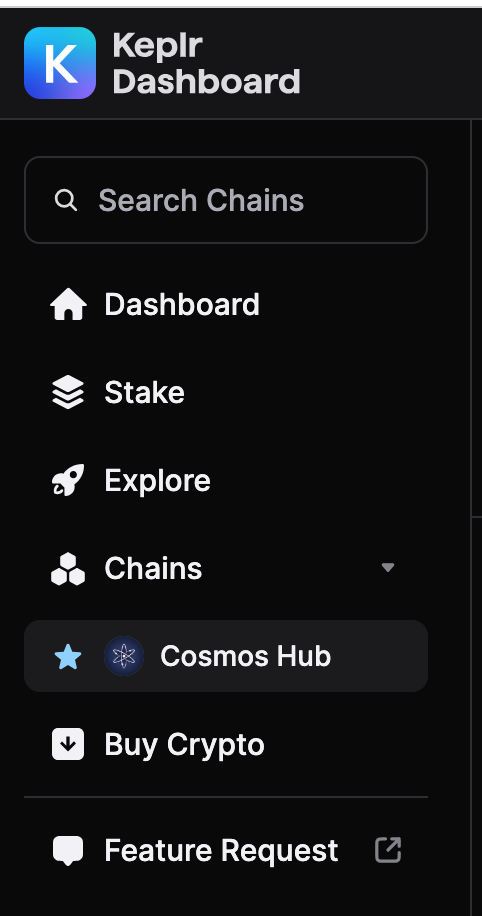 K
Keplr
Dashboard
Search Chains
Dashboard
Stake
Explore
Chains
Cosmos Hub
Buy Crypto
Feature Request